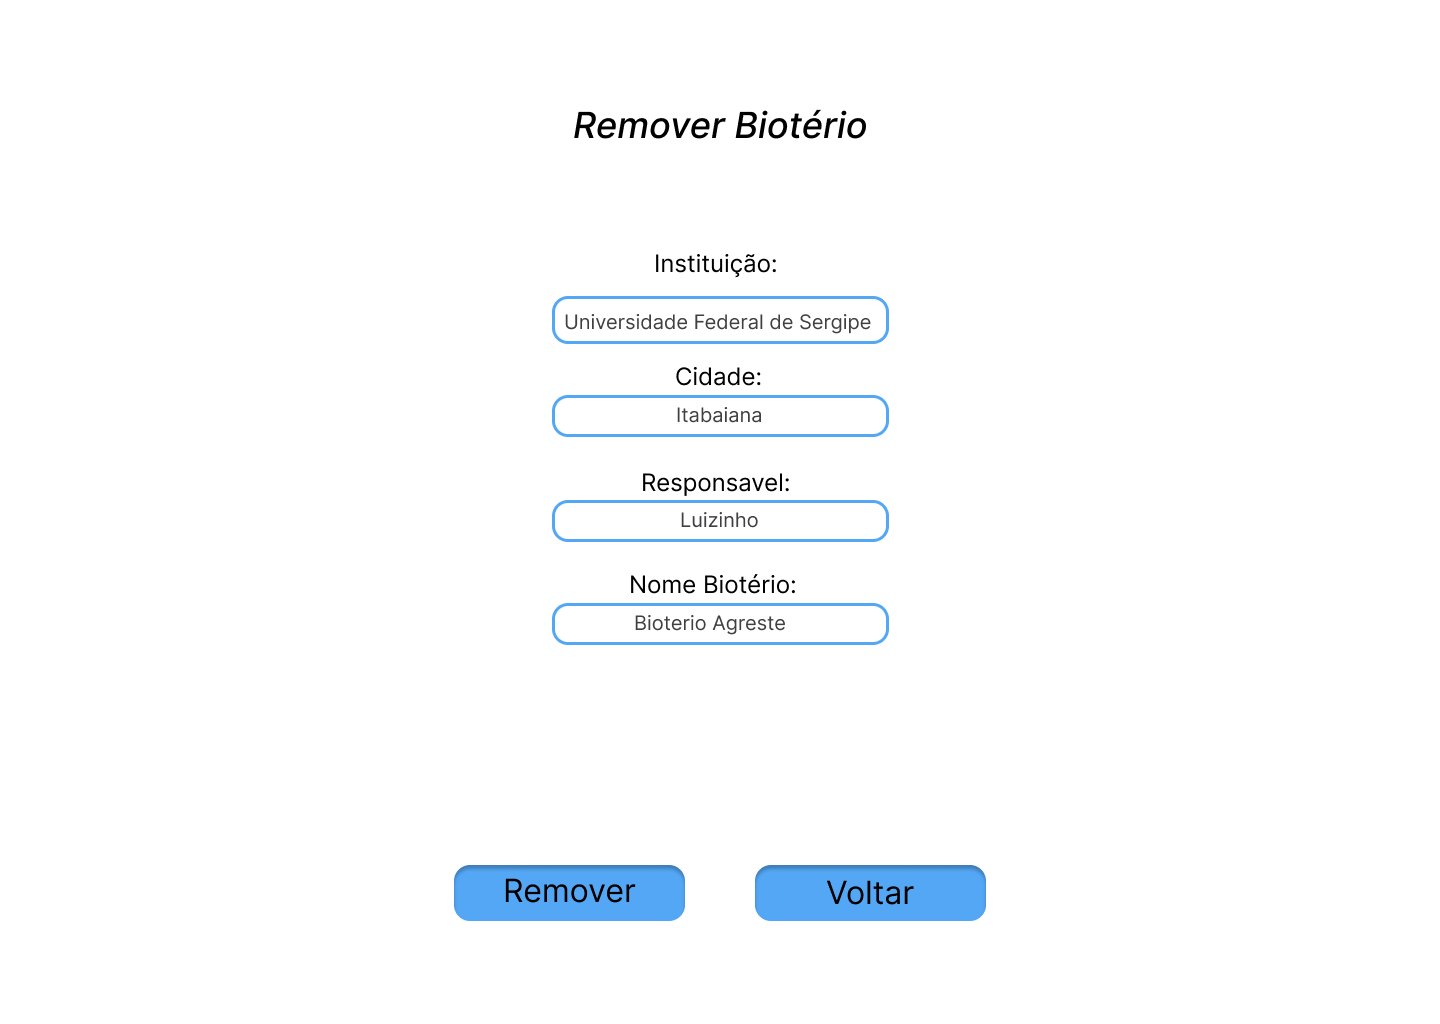 Remover Biotério
Instituição:
Universidade Federal de Sergipe
Cidade:
Itabaiana
Responsavel:
Luizinho
Nome Biotério:
Bioterio Agreste
Remover
Voltar